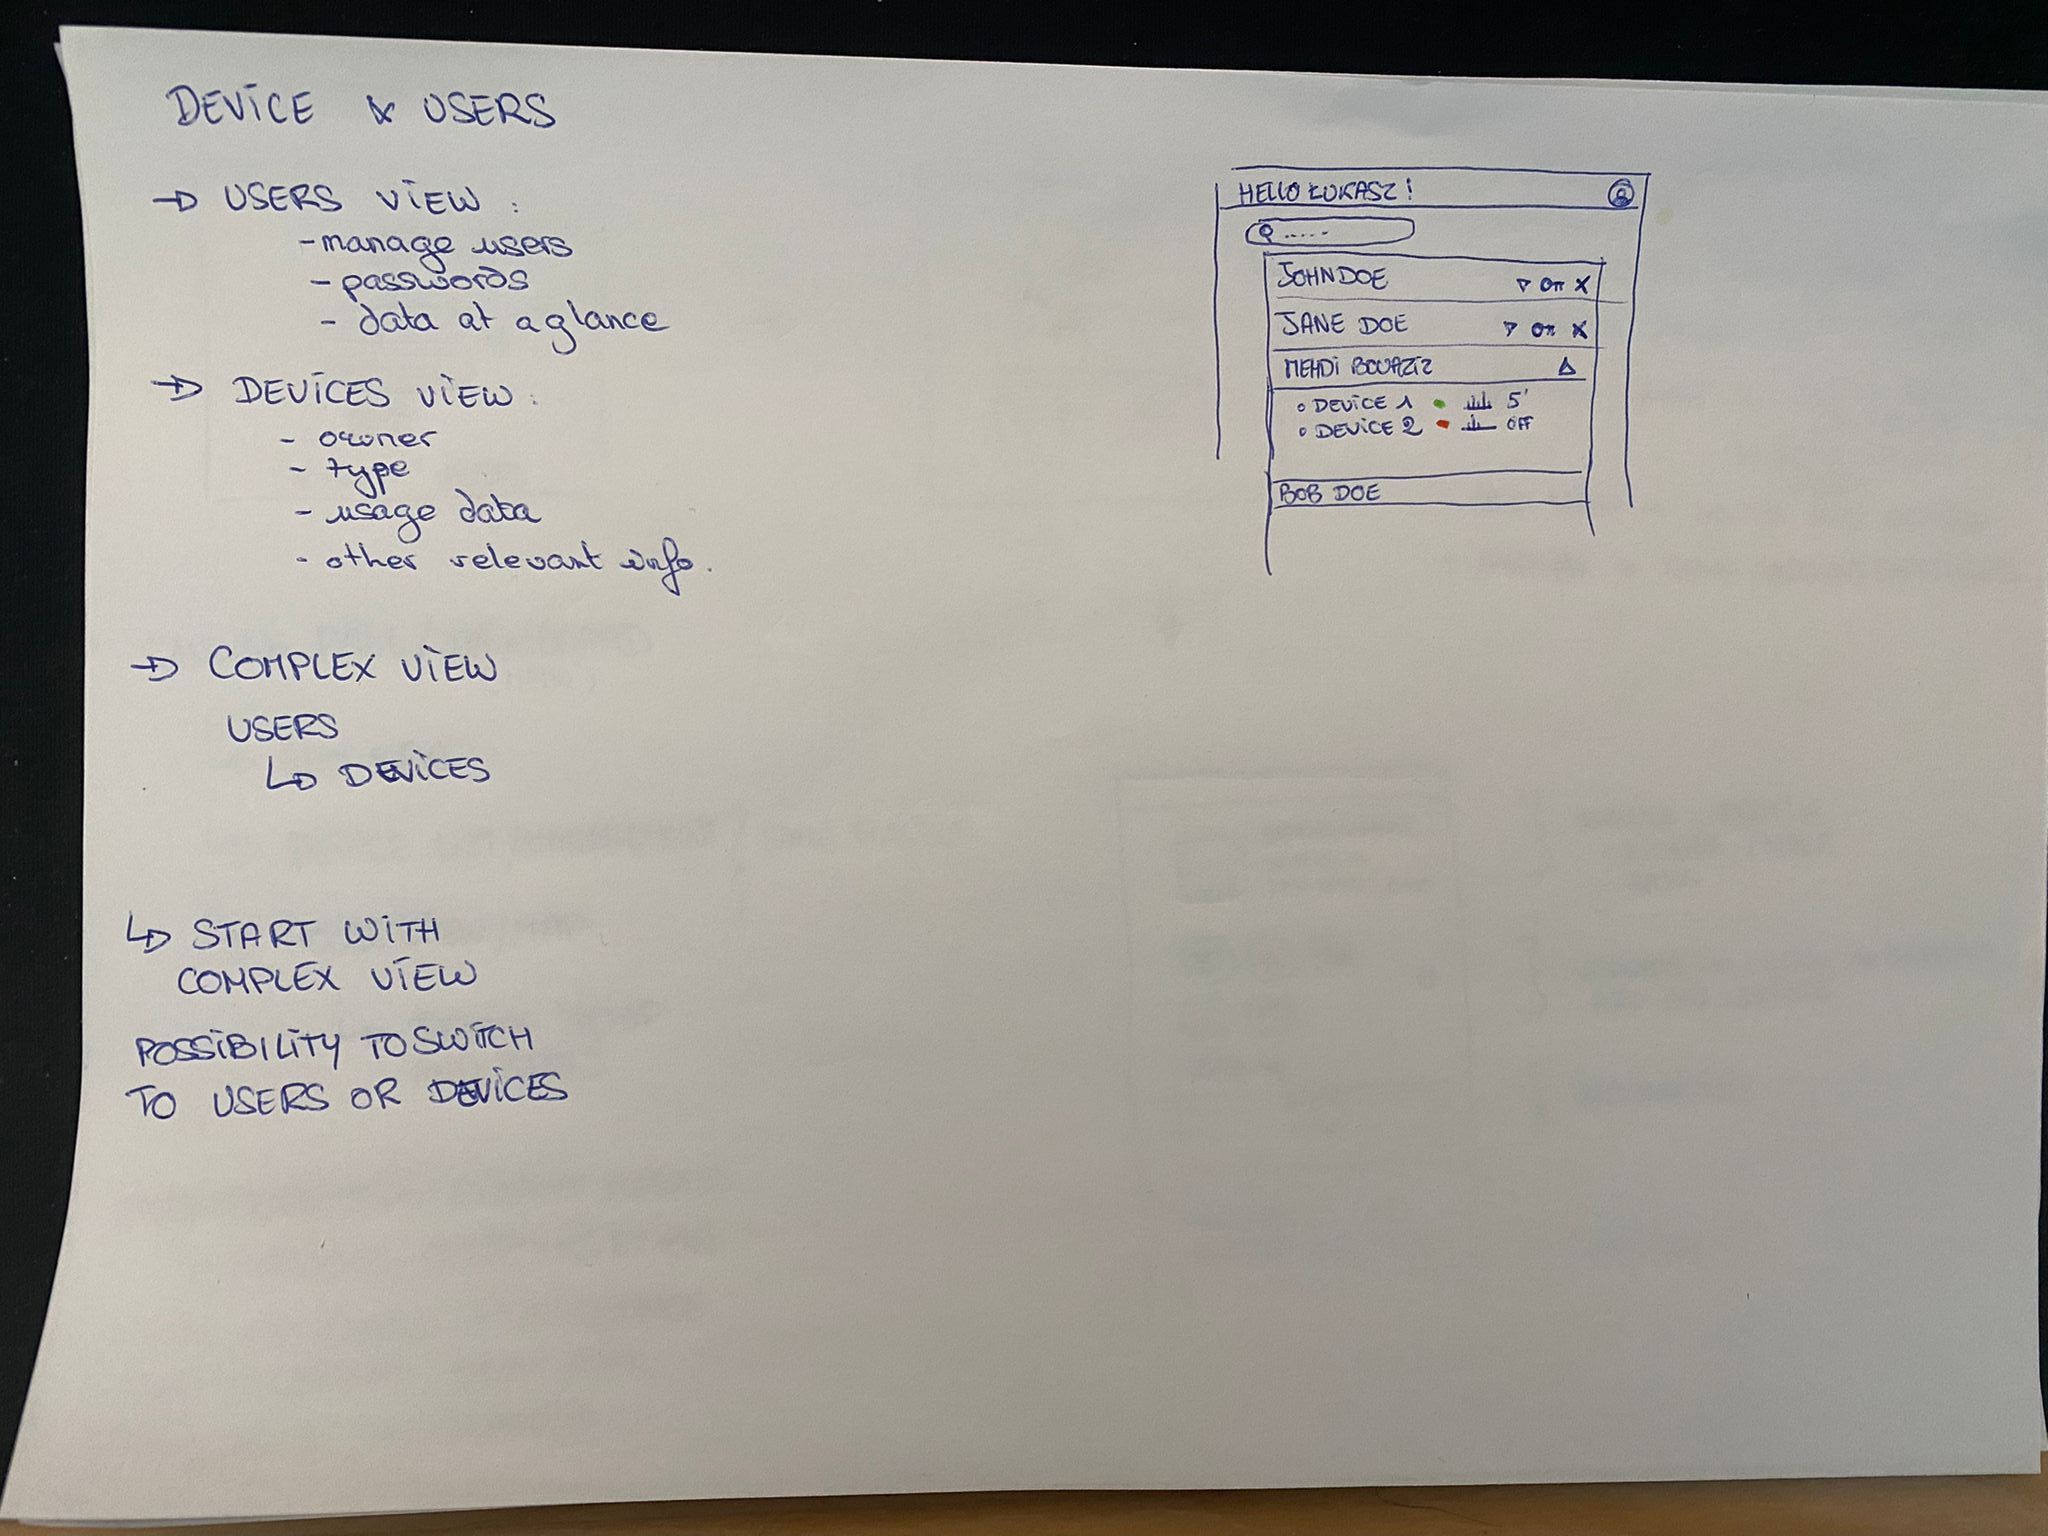 DEVICE & USERS
→ USERS VIEW :
- manage users
- passwords
- data at a glance
→ DEVICES VIEW :
- owner
- type
- usage data
- other relevant info.
→ COMPLEX VIEW
USERS
↳ DEVICES
↳ START WITH
COMPLEX VIEW
POSSIBILITY TO SWITCH
TO USERS OR DEVICES
HELLO ŁUKASZ !
.....
JOHN DOE ▽ On X
JANE DOE ▽ On X
MEHDI BOUAZIZ △
○ DEVICE 1 5'
○ DEVICE 2 OFF
BOB DOE